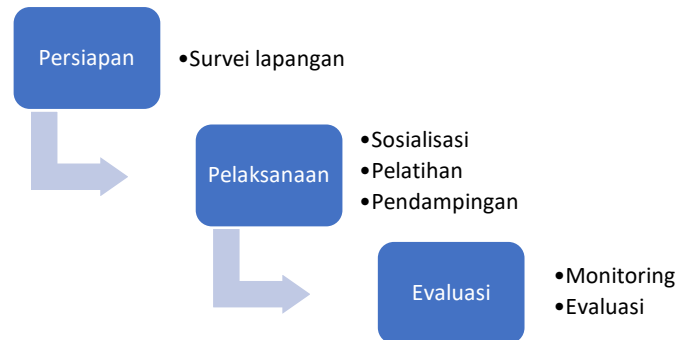 Persiapan
•Survei lapangan
Pelaksanaan
•Sosialisasi
•Pelatihan
•Pendampingan
Evaluasi
•Monitoring
•Evaluasi